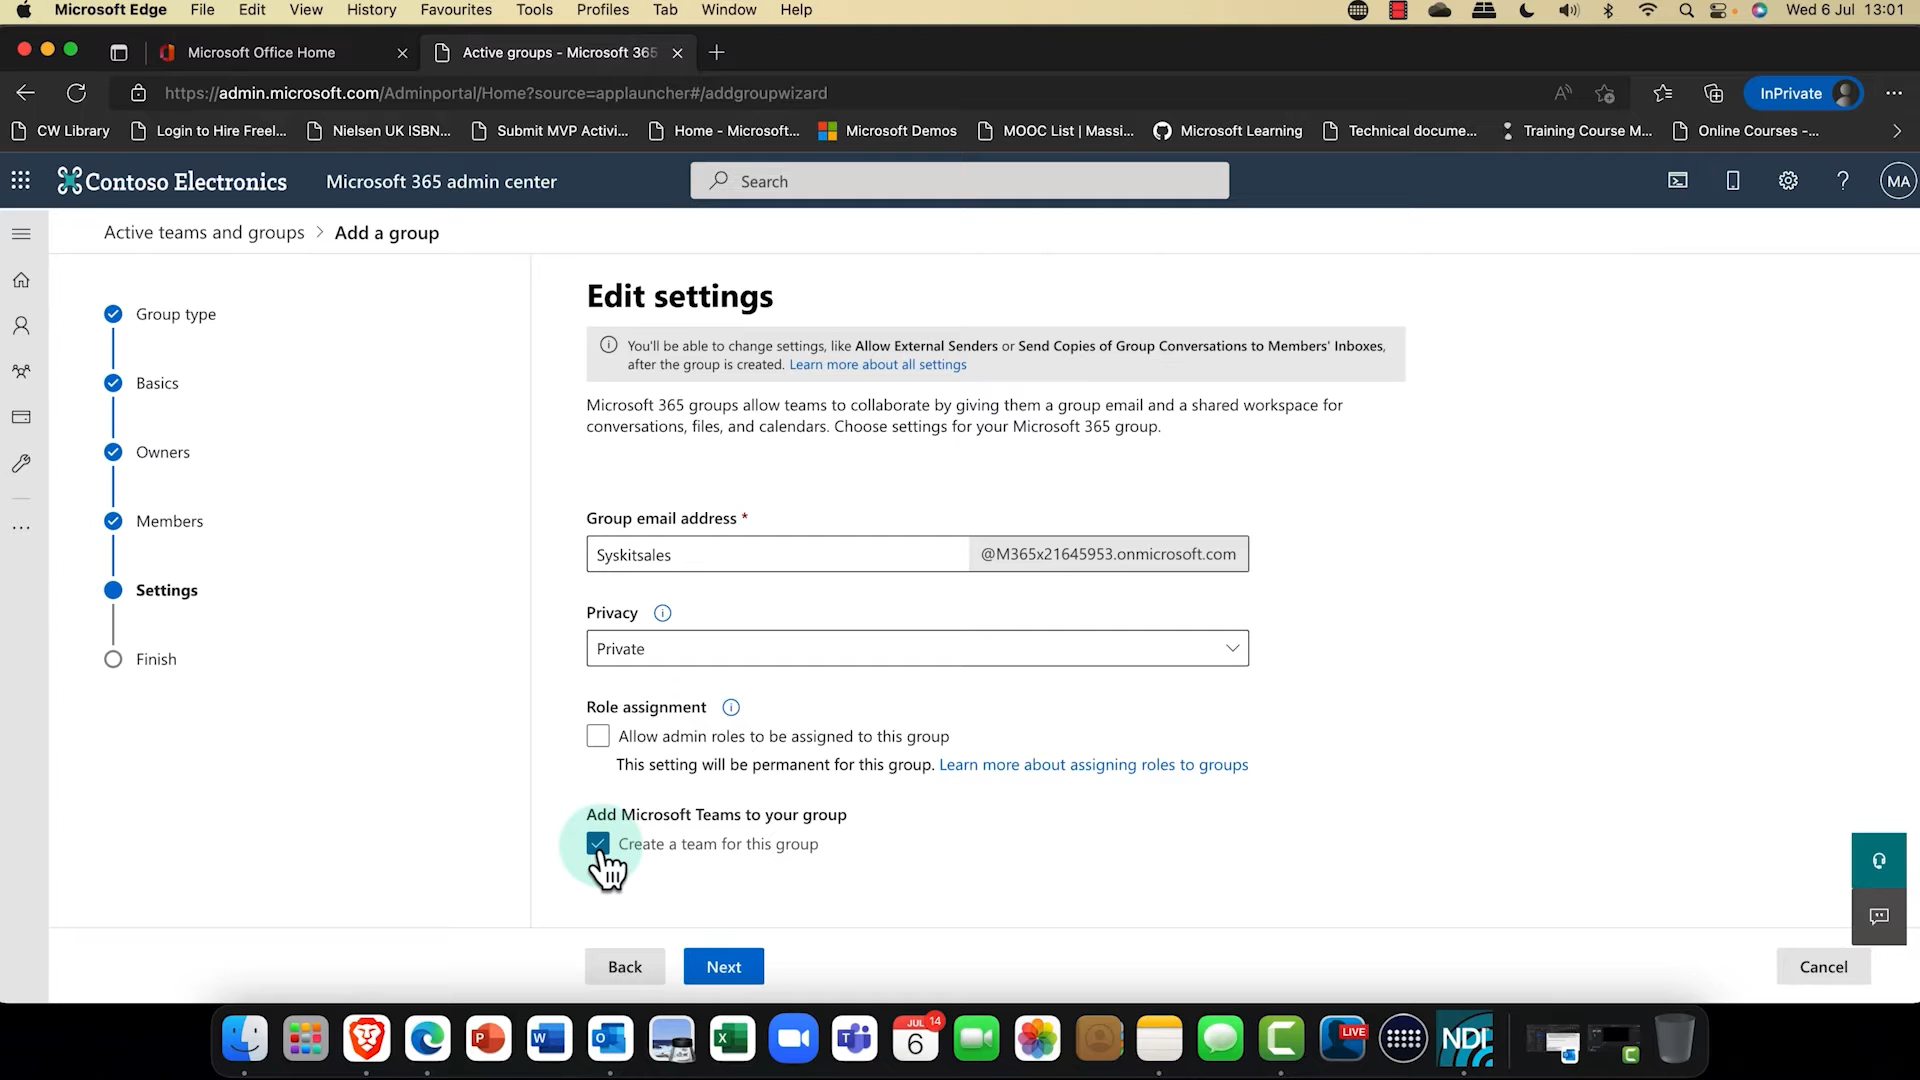 Microsoft Edge File Edit View History Favourites Tools Profiles Tab Window Help Wed 6 Jul 13:01
Microsoft Office Home Active groups - Microsoft 365
https://admin.microsoft.com/Adminportal/Home?source=applauncher#/addgroupwizard InPrivate
CW Library Login to Hire Freel... Nielsen UK ISBN... Submit MVP Activi... Home - Microsoft... Microsoft Demos MOOC List | Massi... Microsoft Learning Technical docume... Training Course M... Online Courses -...
Contoso Electronics Microsoft 365 admin center Search MA
Active teams and groups > Add a group
Group type
Basics
Owners
Members
Settings
Finish
Edit settings
You'll be able to change settings, like Allow External Senders or Send Copies of Group Conversations to Members' Inboxes,
after the group is created. Learn more about all settings
Microsoft 365 groups allow teams to collaborate by giving them a group email and a shared workspace for
conversations, files, and calendars. Choose settings for your Microsoft 365 group.
Group email address *
Syskitsales @M365x21645953.onmicrosoft.com
Privacy
Private
Role assignment
Allow admin roles to be assigned to this group
This setting will be permanent for this group. Learn more about assigning roles to groups
Add Microsoft Teams to your group
Create a team for this group
Back Next Cancel
JUL 14
6
LIVE
NDI